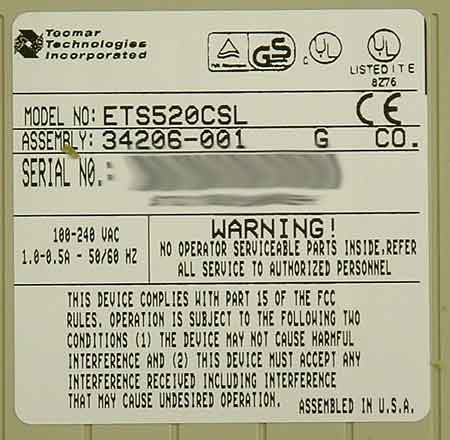 Tecmar
Technologies
Incorporated
GS
UL
C UL
LISTED I T E
8Z76
MODEL NO: ETS520CSL CE
ASSEMBLY: 34206-001 G CO.
SERIAL NO.:
100-240 VAC
1.0-0.5A - 50/60 HZ
WARNING!
NO OPERATOR SERVICEABLE PARTS INSIDE,REFER
ALL SERVICE TO AUTHORIZED PERSONNEL
THIS DEVICE COMPLIES WITH PART 15 OF THE FCC
RULES. OPERATION IS SUBJECT TO THE FOLLOWING TWO
CONDITIONS (1) THE DEVICE MAY NOT CAUSE HARMFUL
INTERFERENCE AND (2) THIS DEVICE MUST ACCEPT ANY
INTERFERENCE RECEIVED INCLUDING INTERFERENCE
THAT MAY CAUSE UNDESIRED OPERATION.
ASSEMBLED IN U.S.A.